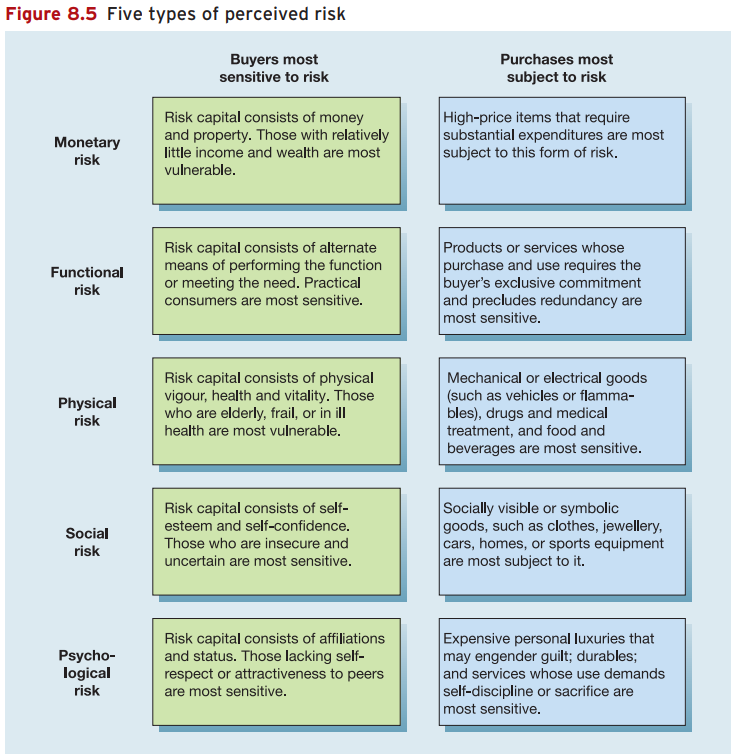 Figure 8.5 Five types of perceived risk
Buyers most
sensitive to risk
Purchases most
subject to risk
Monetary
risk
Risk capital consists of money
and property. Those with relatively
little income and wealth are most
vulnerable.
High-price items that require
substantial expenditures are most
subject to this form of risk.
Functional
risk
Risk capital consists of alternate
means of performing the function
or meeting the need. Practical
consumers are most sensitive.
Products or services whose
purchase and use requires the
buyer's exclusive commitment
and precludes redundancy are
most sensitive.
Physical
risk
Risk capital consists of physical
vigour, health and vitality. Those
who are elderly, frail, or in ill
health are most vulnerable.
Mechanical or electrical goods
(such as vehicles or flamma-
bles), drugs and medical
treatment, and food and
beverages are most sensitive.
Social
risk
Risk capital consists of self-
esteem and self-confidence.
Those who are insecure and
uncertain are most sensitive.
Socially visible or symbolic
goods, such as clothes, jewellery,
cars, homes, or sports equipment
are most subject to it.
Psycho-
logical
risk
Risk capital consists of affiliations
and status. Those lacking self-
respect or attractiveness to peers
are most sensitive.
Expensive personal luxuries that
may engender guilt; durables;
and services whose use demands
self-discipline or sacrifice are
most sensitive.